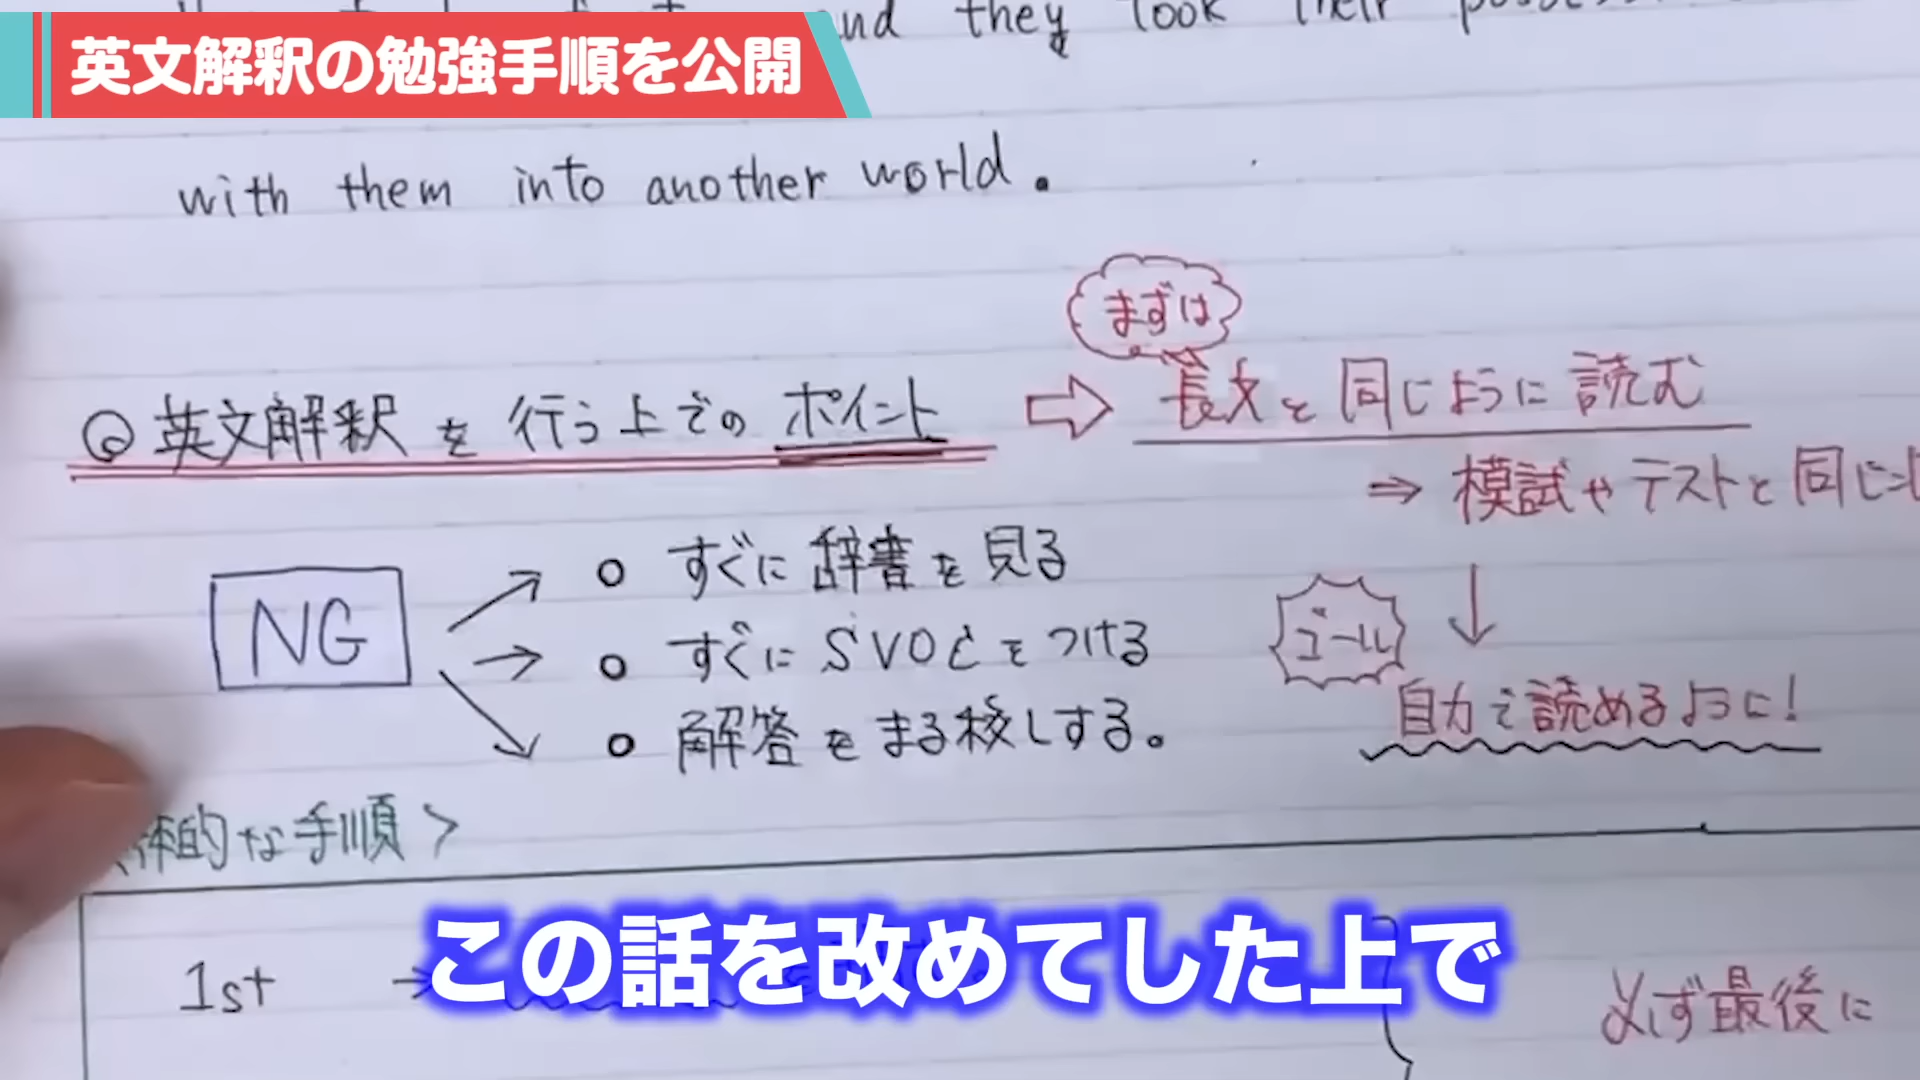 英文解釈の勉強手順を公開
and they took their
with them into another world.
まずは
◎英文解釈を行う上でのポイント ⇨ 長文と同じように読む
⇒ 模試やテストと同じ
NG
○ すぐに辞書を見る
○ すぐにSVOCをつける
○ 解答をまる移しする。
ゴール
自力で読めるように!
体的な手順>
1st →
この話を改めてした上で
必ず最後に